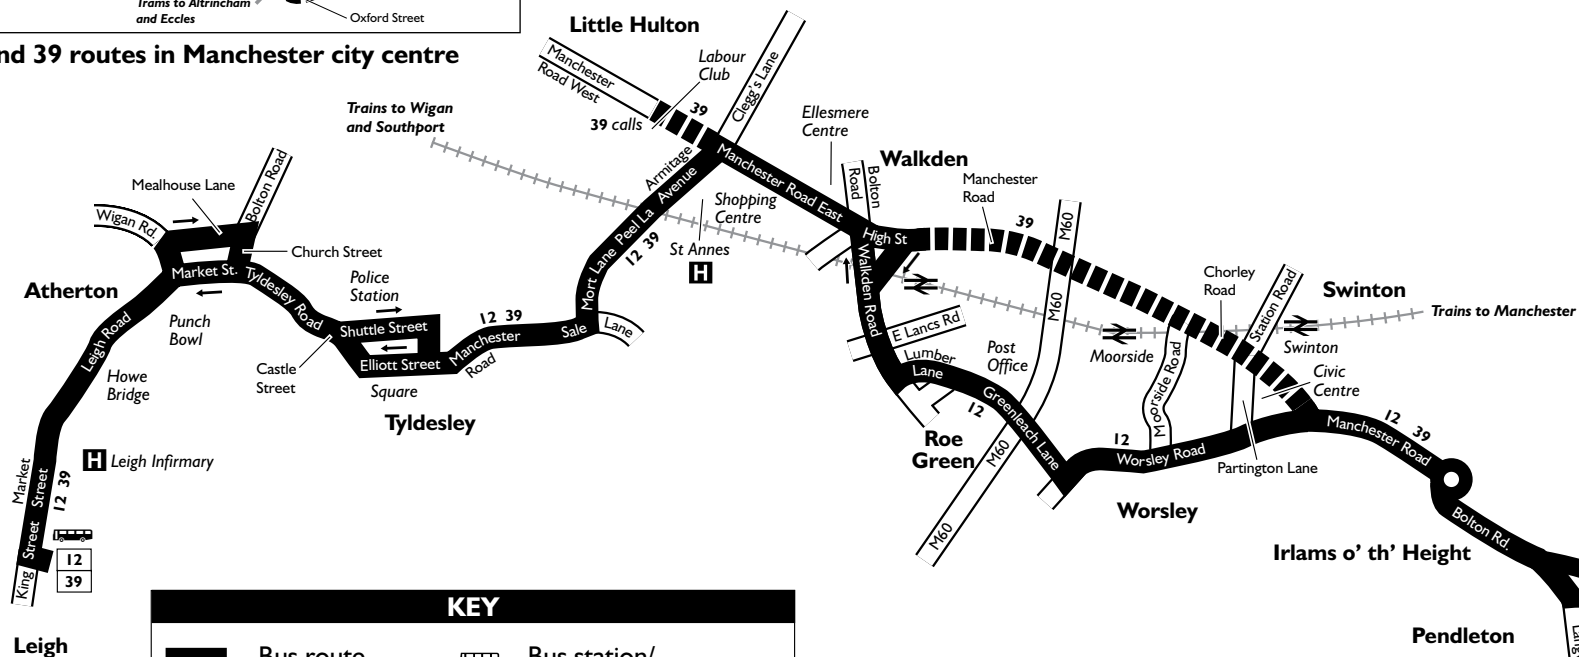 Trams to Altrincham
and Eccles
Oxford Street
nd 39 routes in Manchester city centre
Little Hulton
Manchester
Road West
Labour
Club
39
39 calls
Clegg's Lane
Trains to Wigan
and Southport
Ellesmere
Centre
Armitage
Avenue
Manchester Road East
Walkden
Bolton
Road
Manchester
Road
39
M60
Mealhouse Lane
Bolton Road
Wigan Rd.
Church Street
Market St.
Tyldesley Road
Police
Station
Shopping
Centre
St Annes
H
Peel La
Mort Lane
12 39
High St
Walkden Road
E Lancs Rd
M60
Chorley
Road
Station Road
Swinton
Trains to Manchester
Atherton
Punch
Bowl
Leigh Road
Howe
Bridge
Castle
Street
Shuttle Street
Elliott Street
Square
Tyldesley
12 39
Manchester
Road
Sale
Lane
Lumber
Lane
Post
Office
Moorside
Moorside Road
Swinton
Civic
Centre
12
Greenleach Lane
Roe
Green
M60
M60
12
Worsley Road
Partington Lane
Worsley
12 39
Manchester Road
Bolton Rd.
Irlams o' th' Height
Pendleton
H Leigh Infirmary
Market
Street
12 39
Street
King
12
39
Leigh
KEY
Bus route
Bus station/